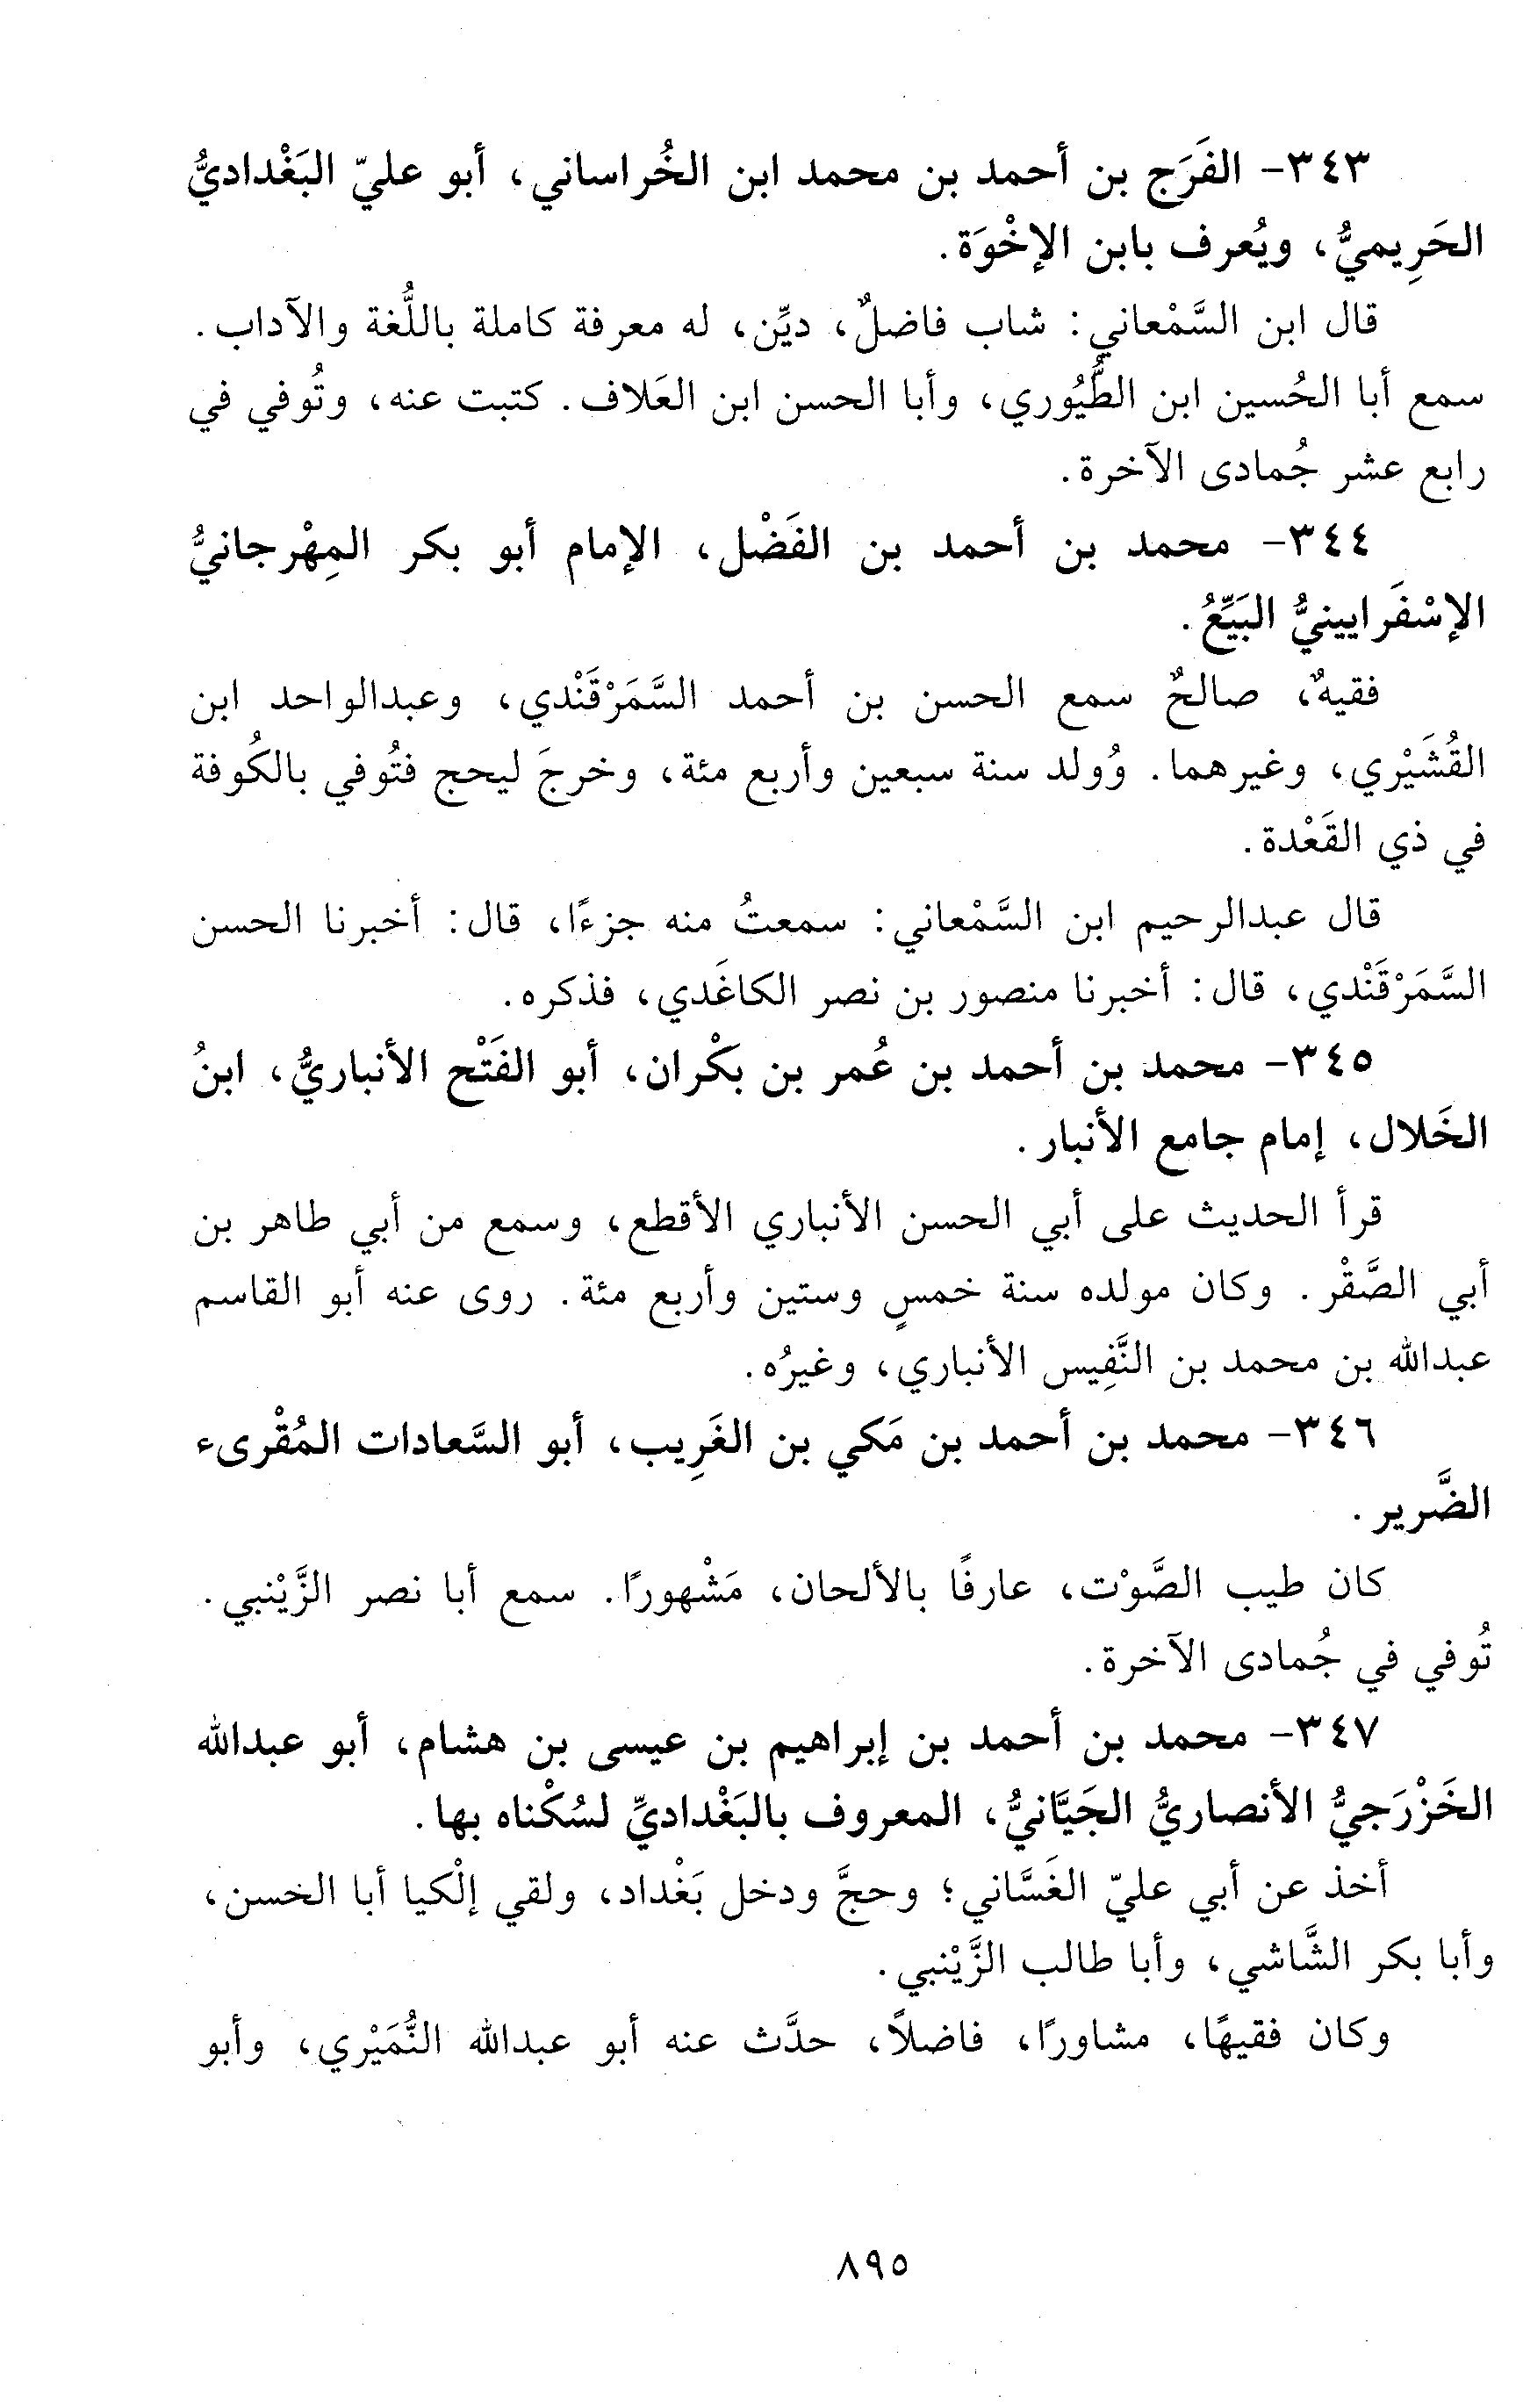 ٣٤٣- الفَرَج بن أحمد بن محمد ابن الخُراساني، أبو عليّ البَغْداديُّ
الحَرِيميُّ، ويُعرف بابن الإخْوَة.
قال ابن السَّمْعاني: شاب فاضلٌ، ديِّن، له معرفة كاملة باللُّغة والآداب.
سمع أبا الحُسين ابن الطُّيُوري، وأبا الحسن ابن العَلاف. كتبت عنه، وتُوفي في
رابع عشر جُمادى الآخرة.
٣٤٤- محمد بن أحمد بن الفَضْل، الإمام أبو بكر المِهْرجانيُّ
الإسْفَرايينيُّ البَيِّعُ.
فقيهٌ، صالحٌ سمع الحسن بن أحمد السَّمَرْقَنْدي، وعبدالواحد ابن
القُشَيْري، وغيرهما. وُولد سنة سبعين وأربع مئة، وخرجَ ليحج فتُوفي بالكُوفة
في ذي القَعْدة.
قال عبدالرحيم ابن السَّمْعاني: سمعتُ منه جزءًا، قال: أخبرنا الحسن
السَّمَرْقَنْدي، قال: أخبرنا منصور بن نصر الكاغَدي، فذكره.
٣٤٥- محمد بن أحمد بن عُمر بن بَكْران، أبو الفَتْح الأنباريُّ، ابنُ
الخَلال، إمام جامع الأنبار.
قرأ الحديث على أبي الحسن الأنباري الأقطع، وسمع من أبي طاهر بن
أبي الصَّقْر. وكان مولده سنة خمسٍ وستين وأربع مئة. روى عنه أبو القاسم
عبدالله بن محمد بن النَّفِيس الأنباري، وغيرُه.
٣٤٦- محمد بن أحمد بن مَكي بن الغَرِيب، أبو السَّعادات المُقْرىء
الضَّرير.
كان طيب الصَّوْت، عارفًا بالألحان، مَشْهورًا. سمع أبا نصر الزَّيْنبي.
تُوفي في جُمادى الآخرة.
٣٤٧- محمد بن أحمد بن إبراهيم بن عيسى بن هشام، أبو عبدالله
الخَزْرَجيُّ الأنصاريُّ الجَيَّانيُّ، المعروف بالبَغْداديِّ لسُكْناه بها.
أخذ عن أبي عليّ الغَسَّاني؛ وحجَّ ودخل بَغْداد، ولقي إلْكيا أبا الحسن،
وأبا بكر الشَّاشي، وأبا طالب الزَّيْنبي.
وكان فقيهًا، مشاورًا، فاضلًا، حدَّث عنه أبو عبدالله النُّمَيْري، وأبو
٨٩٥